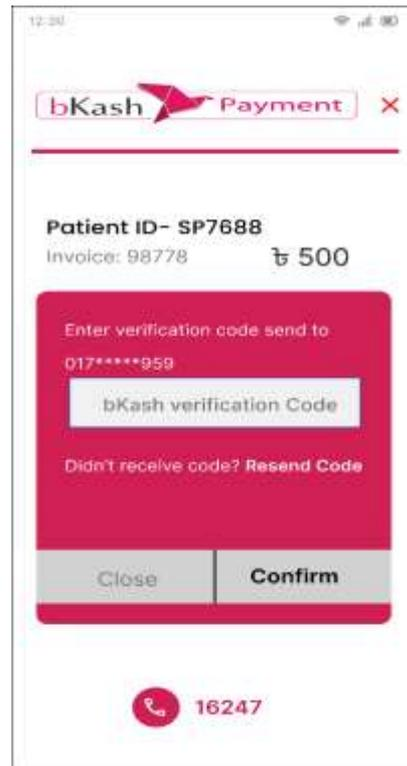 12:30
bKash Payment
Patient ID- SP7688
Invoice: 98778 ৳ 500
Enter verification code send to
017*****959
bKash verification Code
Didn't receive code? Resend Code
Close Confirm
16247